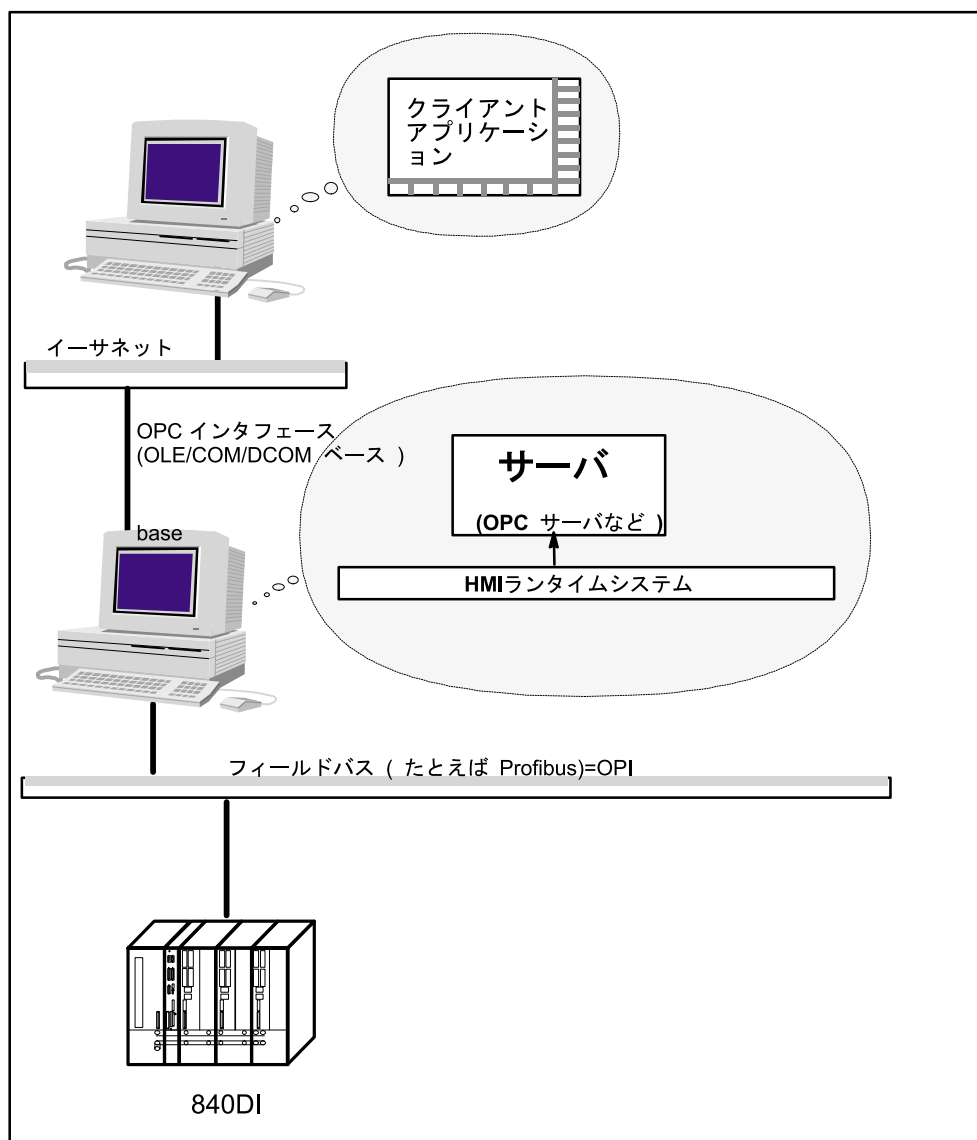 クライアント
アプリケーシ
ョン
イーサネット
OPC インタフェース
(OLE/COM/DCOM ベース )
サーバ
(OPC サーバなど )
base
HMIランタイムシステム
フィールドバス ( たとえば Profibus)=OPI
840DI